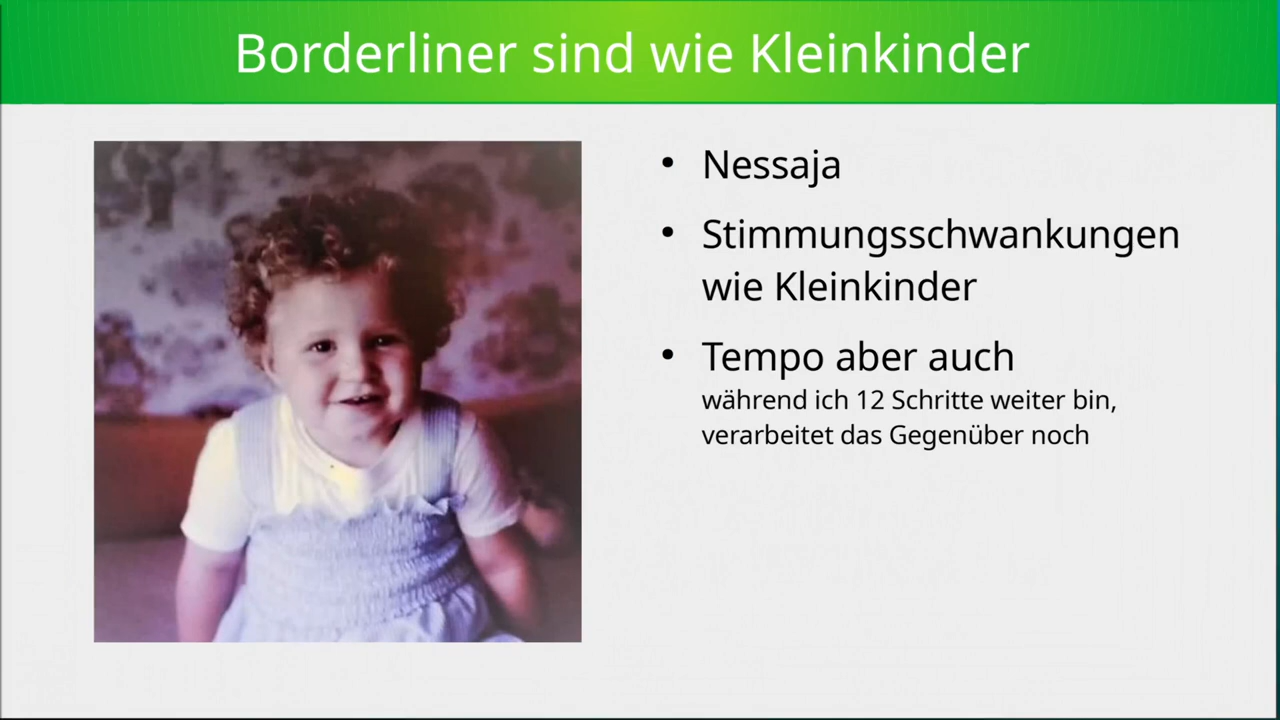 Borderliner sind wie Kleinkinder
• Nessaja
• Stimmungsschwankungen
wie Kleinkinder
• Tempo aber auch
während ich 12 Schritte weiter bin,
verarbeitet das Gegenüber noch